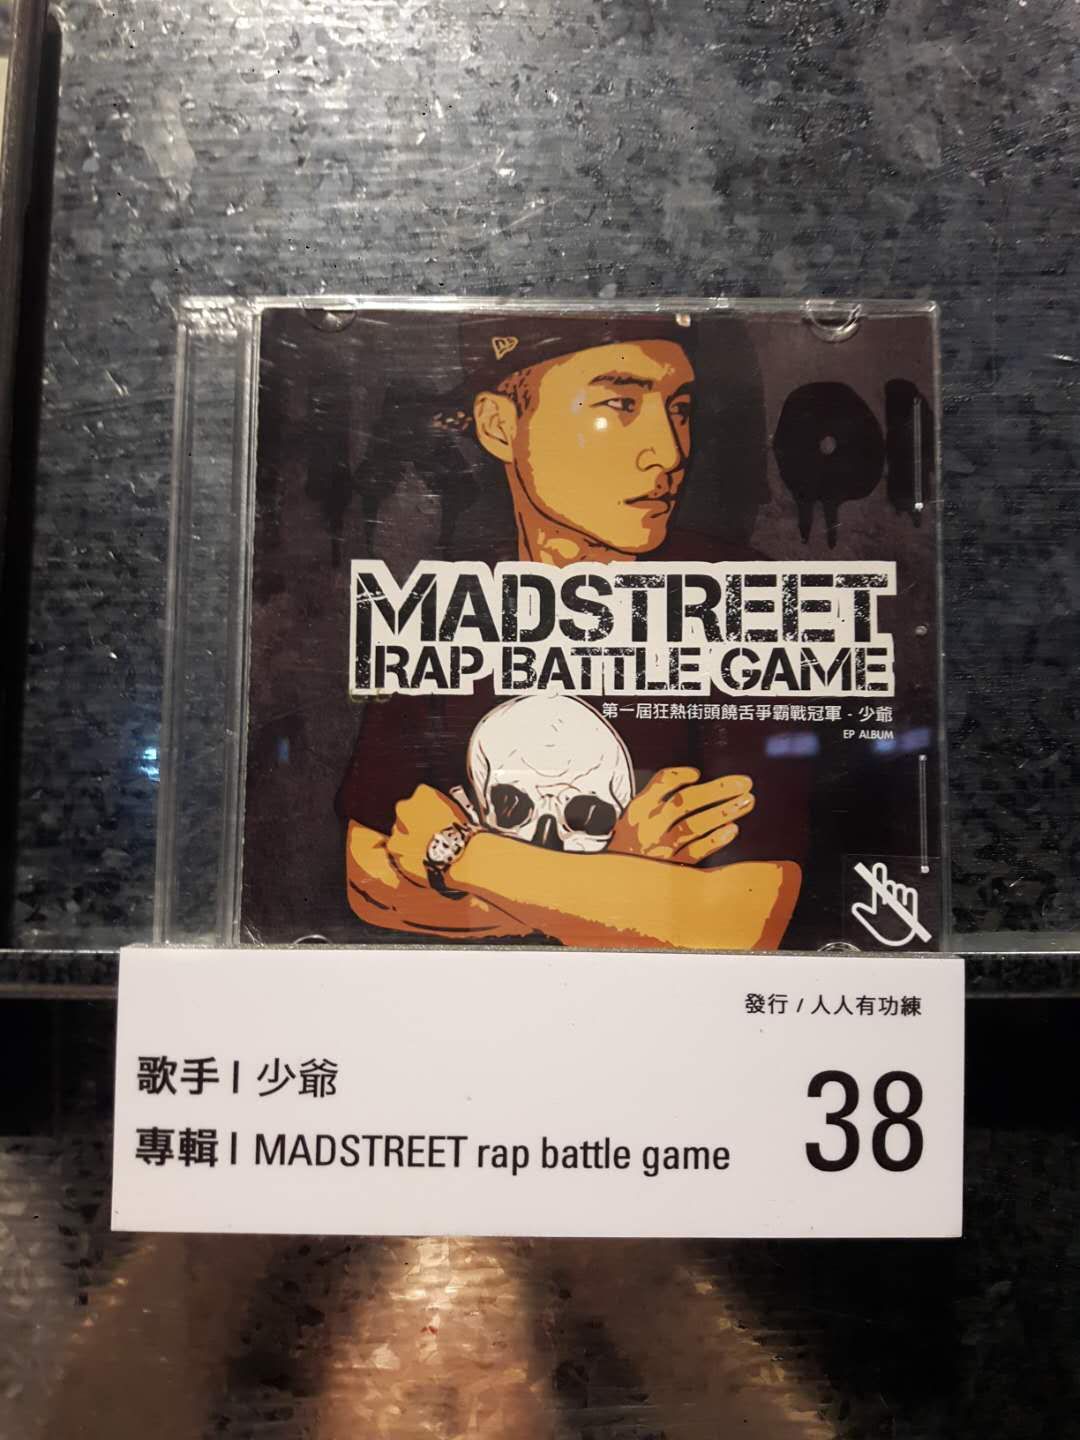 MADSTREET
RAP BATTLE GAME
第一屆狂熱街頭饒舌爭霸戰冠軍 - 少爺
EP ALBUM
發行 / 人人有功練
歌手 | 少爺
專輯 | MADSTREET rap battle game
38